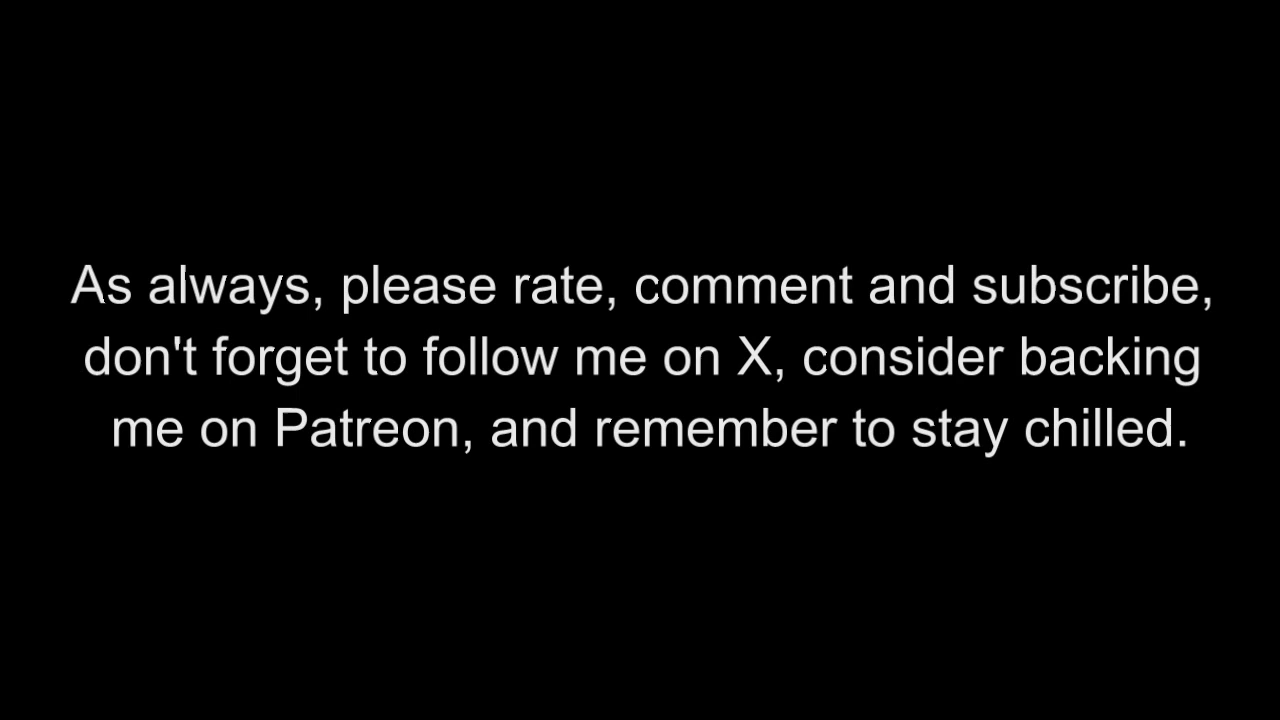 As always, please rate, comment and subscribe,
don't forget to follow me on X, consider backing
me on Patreon, and remember to stay chilled.